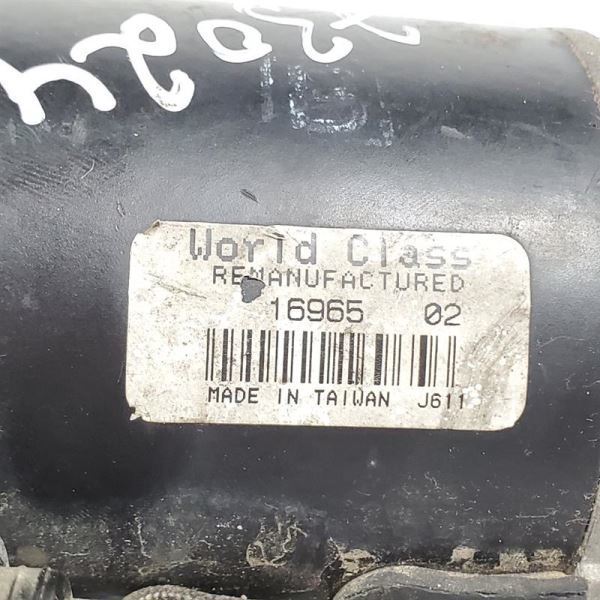 World Class
REMANUFACTURED
16965 02
MADE IN TAIWAN J611